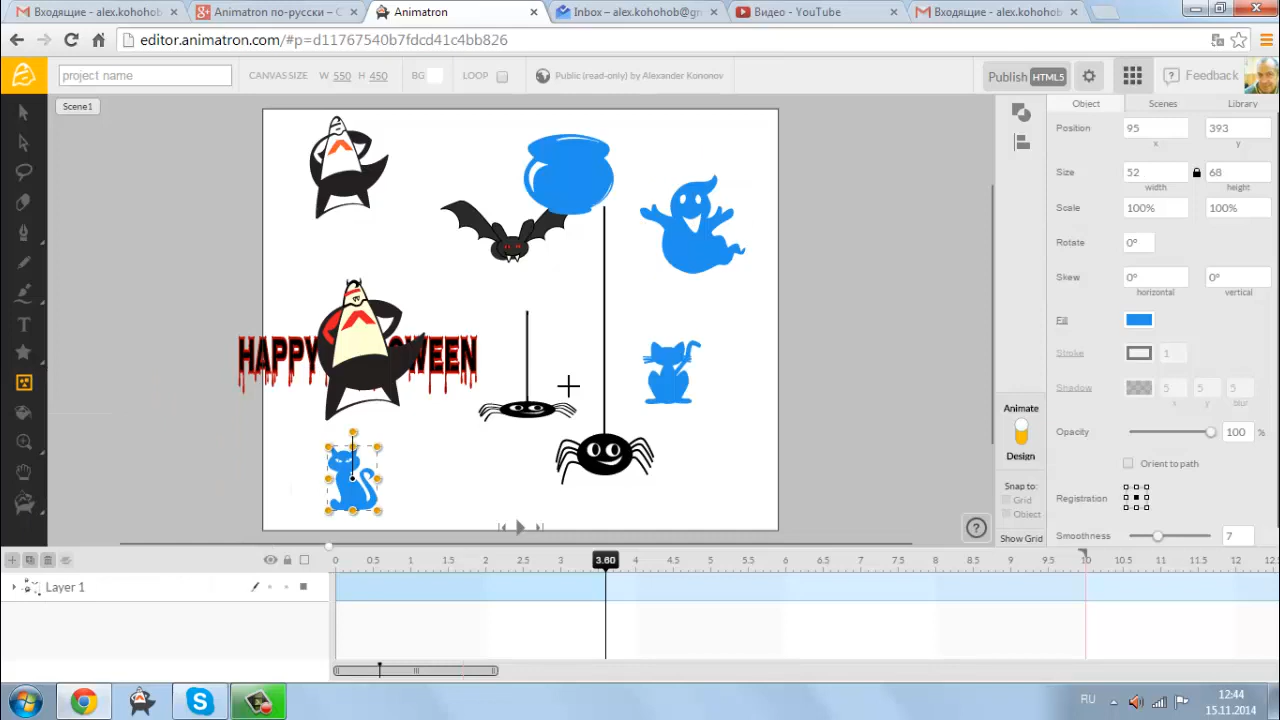 Входящие - alex.kohohob
Animatron по-русски – С
Animatron
Inbox – alex.kohohob@gm
Видео - YouTube
Входящие - alex.kohohob
editor.animatron.com/#p=d11767540b7fdcd41c4bb826
project name
CANVAS SIZE W 550 H 450
BG
LOOP
Public (read-only) by Alexander Kononov
Publish HTML5
Feedback
Scene1
Object Scenes Library
Position 95 393
x y
Size 52 68
width height
Scale 100% 100%
Rotate 0°
Skew 0° 0°
horizontal vertical
Fill
Stroke 1
Shadow 5 5 5
x y blur
Animate
Opacity 100 %
Design
Orient to path
Snap to:
Grid
Registration
Object
Show Grid
Smoothness 7
?
0 0.5 1 1.5 2 2.5 3 3.60 4 4.5 5 5.5 6 6.5 7 7.5 8 8.5 9 9.5 10 10.5 11 11.5 12 12.5
Layer 1
RU
12:44
15.11.2014